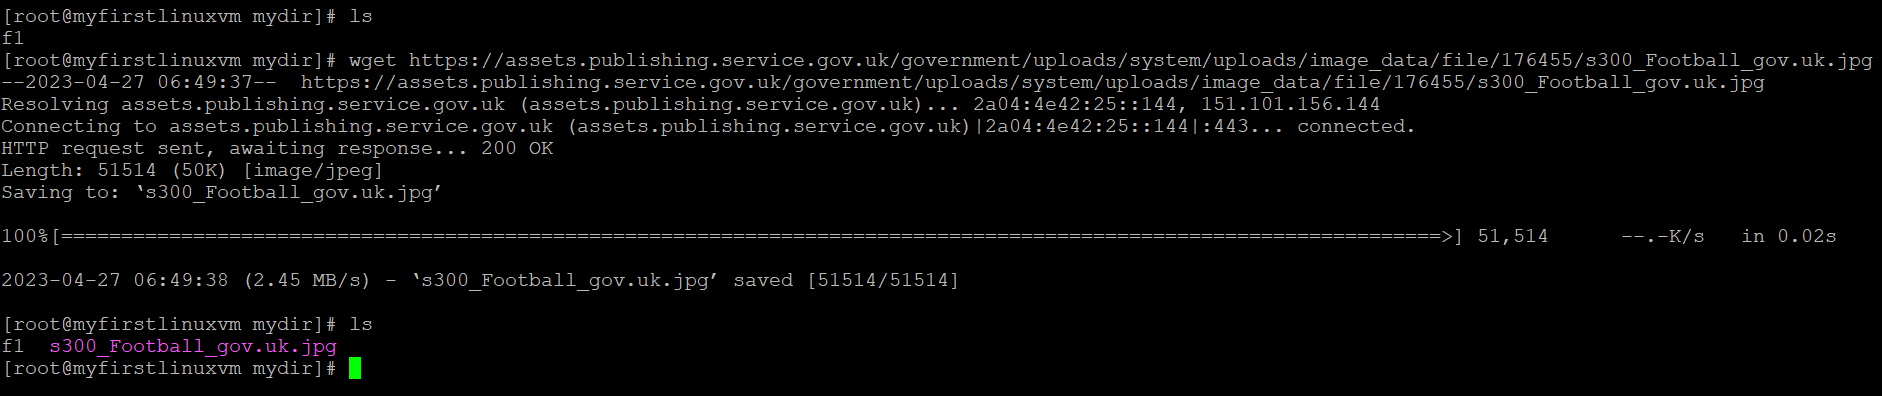 [root@myfirstlinuxvm mydir]# ls
f1
[root@myfirstlinuxvm mydir]# wget https://assets.publishing.service.gov.uk/government/uploads/system/uploads/image_data/file/176455/s300_Football_gov.uk.jpg
--2023-04-27 06:49:37--  https://assets.publishing.service.gov.uk/government/uploads/system/uploads/image_data/file/176455/s300_Football_gov.uk.jpg
Resolving assets.publishing.service.gov.uk (assets.publishing.service.gov.uk)... 2a04:4e42:25::144, 151.101.156.144
Connecting to assets.publishing.service.gov.uk (assets.publishing.service.gov.uk)|2a04:4e42:25::144|:443... connected.
HTTP request sent, awaiting response... 200 OK
Length: 51514 (50K) [image/jpeg]
Saving to: ‘s300_Football_gov.uk.jpg’
100%[===================================================================================================================>] 51,514      --.-K/s   in 0.02s
2023-04-27 06:49:38 (2.45 MB/s) - ‘s300_Football_gov.uk.jpg’ saved [51514/51514]
[root@myfirstlinuxvm mydir]# ls
f1  s300_Football_gov.uk.jpg
[root@myfirstlinuxvm mydir]#